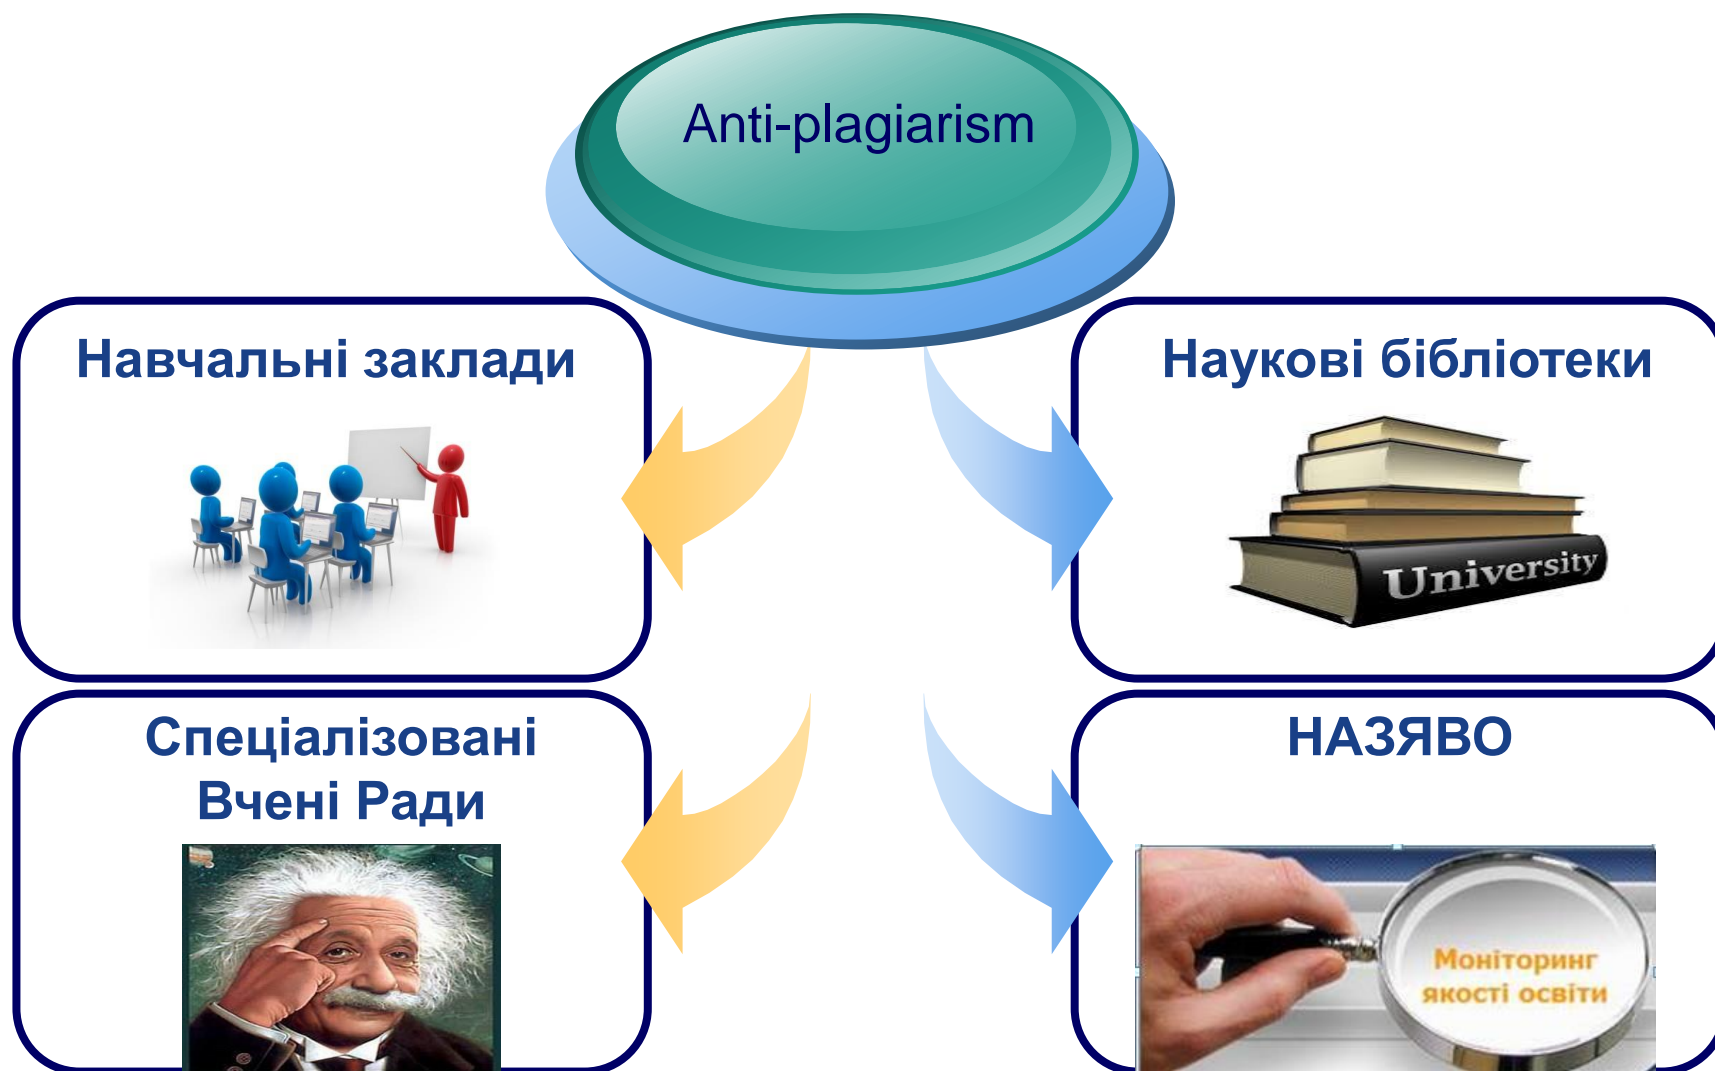 Anti-plagiarism
Навчальні заклади
Наукові бібліотеки
University
Спеціалізовані
Вчені Ради
НАЗЯВО
Моніторинг
якості освіти